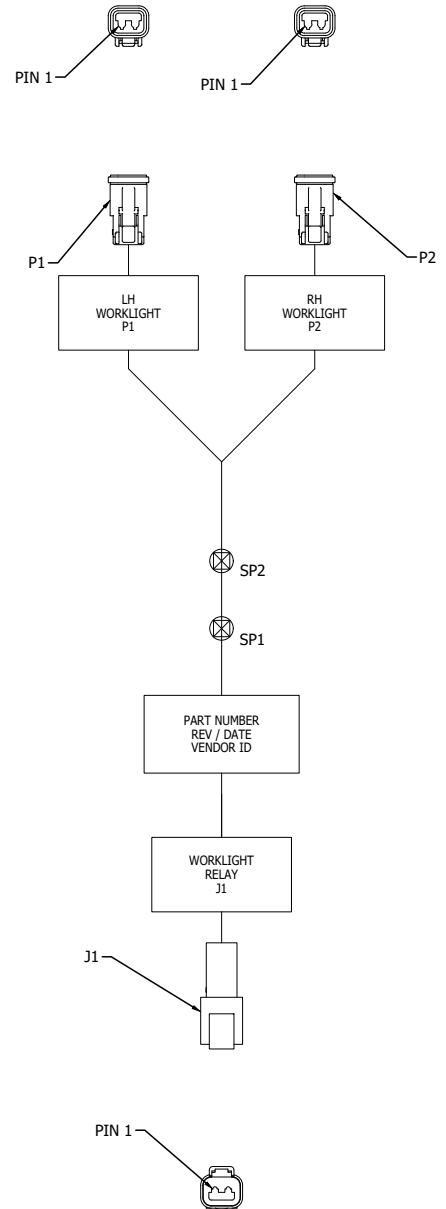 PIN 1
PIN 1
P1
P2
LH
WORKLIGHT
P1
RH
WORKLIGHT
P2
SP2
SP1
PART NUMBER
REV / DATE
VENDOR ID
WORKLIGHT
RELAY
J1
J1
PIN 1